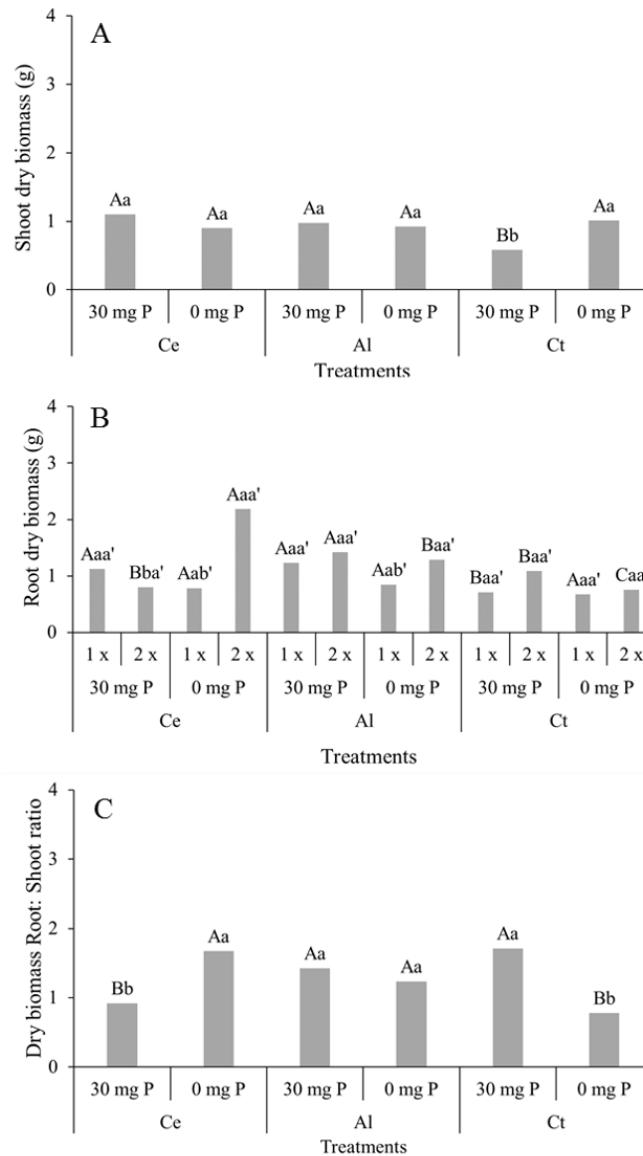 A
Shoot dry biomass (g)
4
3
2
1
0
Aa Aa Aa Aa Bb Aa
30 mg P 0 mg P 30 mg P 0 mg P 30 mg P 0 mg P
Ce Al Ct
Treatments
B
Root dry biomass (g)
4
3
2
1
0
Aaa' Bba' Aab' Aaa' Aaa' Aaa' Aab' Baa' Baa' Baa' Aaa' Caa
1 x 2 x 1 x 2 x 1 x 2 x 1 x 2 x 1 x 2 x 1 x 2 x
30 mg P 0 mg P 30 mg P 0 mg P 30 mg P 0 mg P
Ce Al Ct
Treatments
C
Dry biomass Root: Shoot ratio
4
3
2
1
0
Bb Aa Aa Aa Aa Bb
30 mg P 0 mg P 30 mg P 0 mg P 30 mg P 0 mg P
Ce Al Ct
Treatments